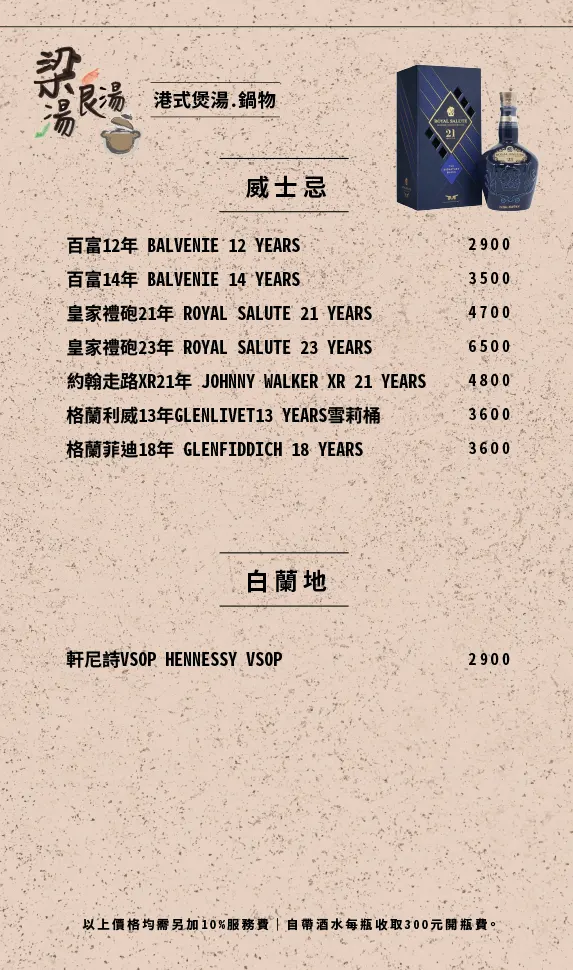 梁良湯湯
港式煲湯.鍋物
ROYAL SALUTE
21
威士忌
百富12年 BALVENIE 12 YEARS 2900
百富14年 BALVENIE 14 YEARS 3500
皇家禮砲21年 ROYAL SALUTE 21 YEARS 4700
皇家禮砲23年 ROYAL SALUTE 23 YEARS 6500
約翰走路XR21年 JOHNNY WALKER XR 21 YEARS 4800
格蘭利威13年GLENLIVET13 YEARS雪莉桶 3600
格蘭菲迪18年 GLENFIDDICH 18 YEARS 3600
白蘭地
軒尼詩VSOP HENNESSY VSOP 2900
以上價格均需另加10%服務費｜自帶酒水每瓶收取300元開瓶費。